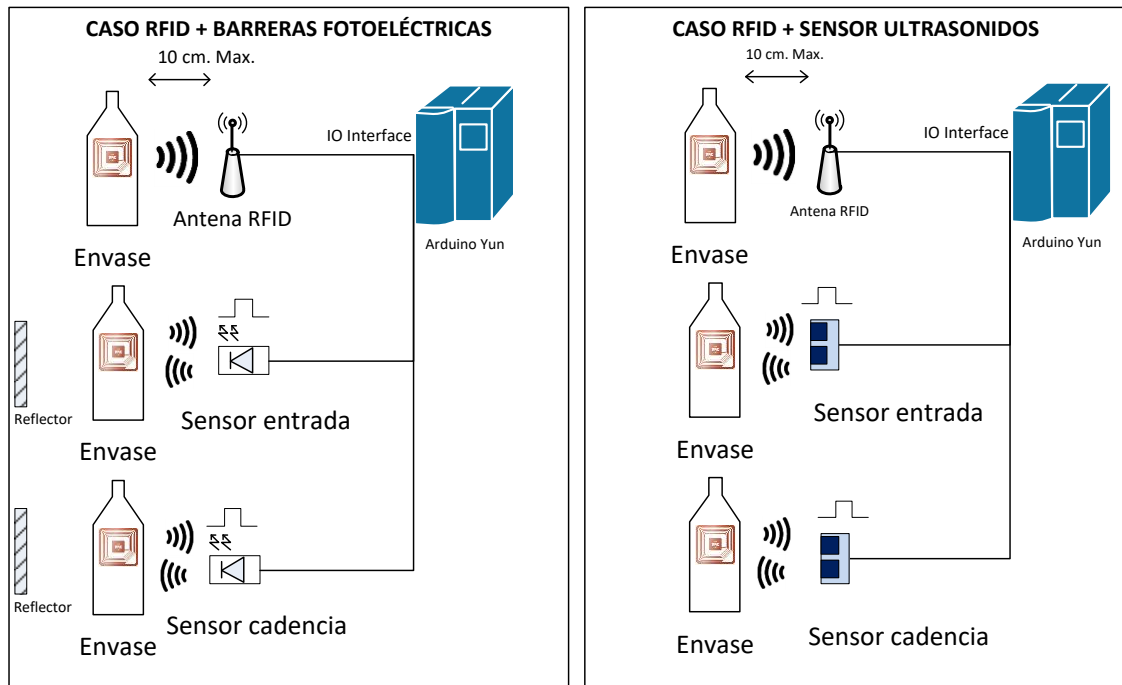 CASO RFID + BARRERAS FOTOELÉCTRICAS
10 cm. Max.
IO Interface
Antena RFID
Arduino Yun
Envase
Reflector
Sensor entrada
Envase
Reflector
Sensor cadencia
Envase
CASO RFID + SENSOR ULTRASONIDOS
10 cm. Max.
IO Interface
Antena RFID
Arduino Yun
Envase
Sensor entrada
Envase
Sensor cadencia
Envase